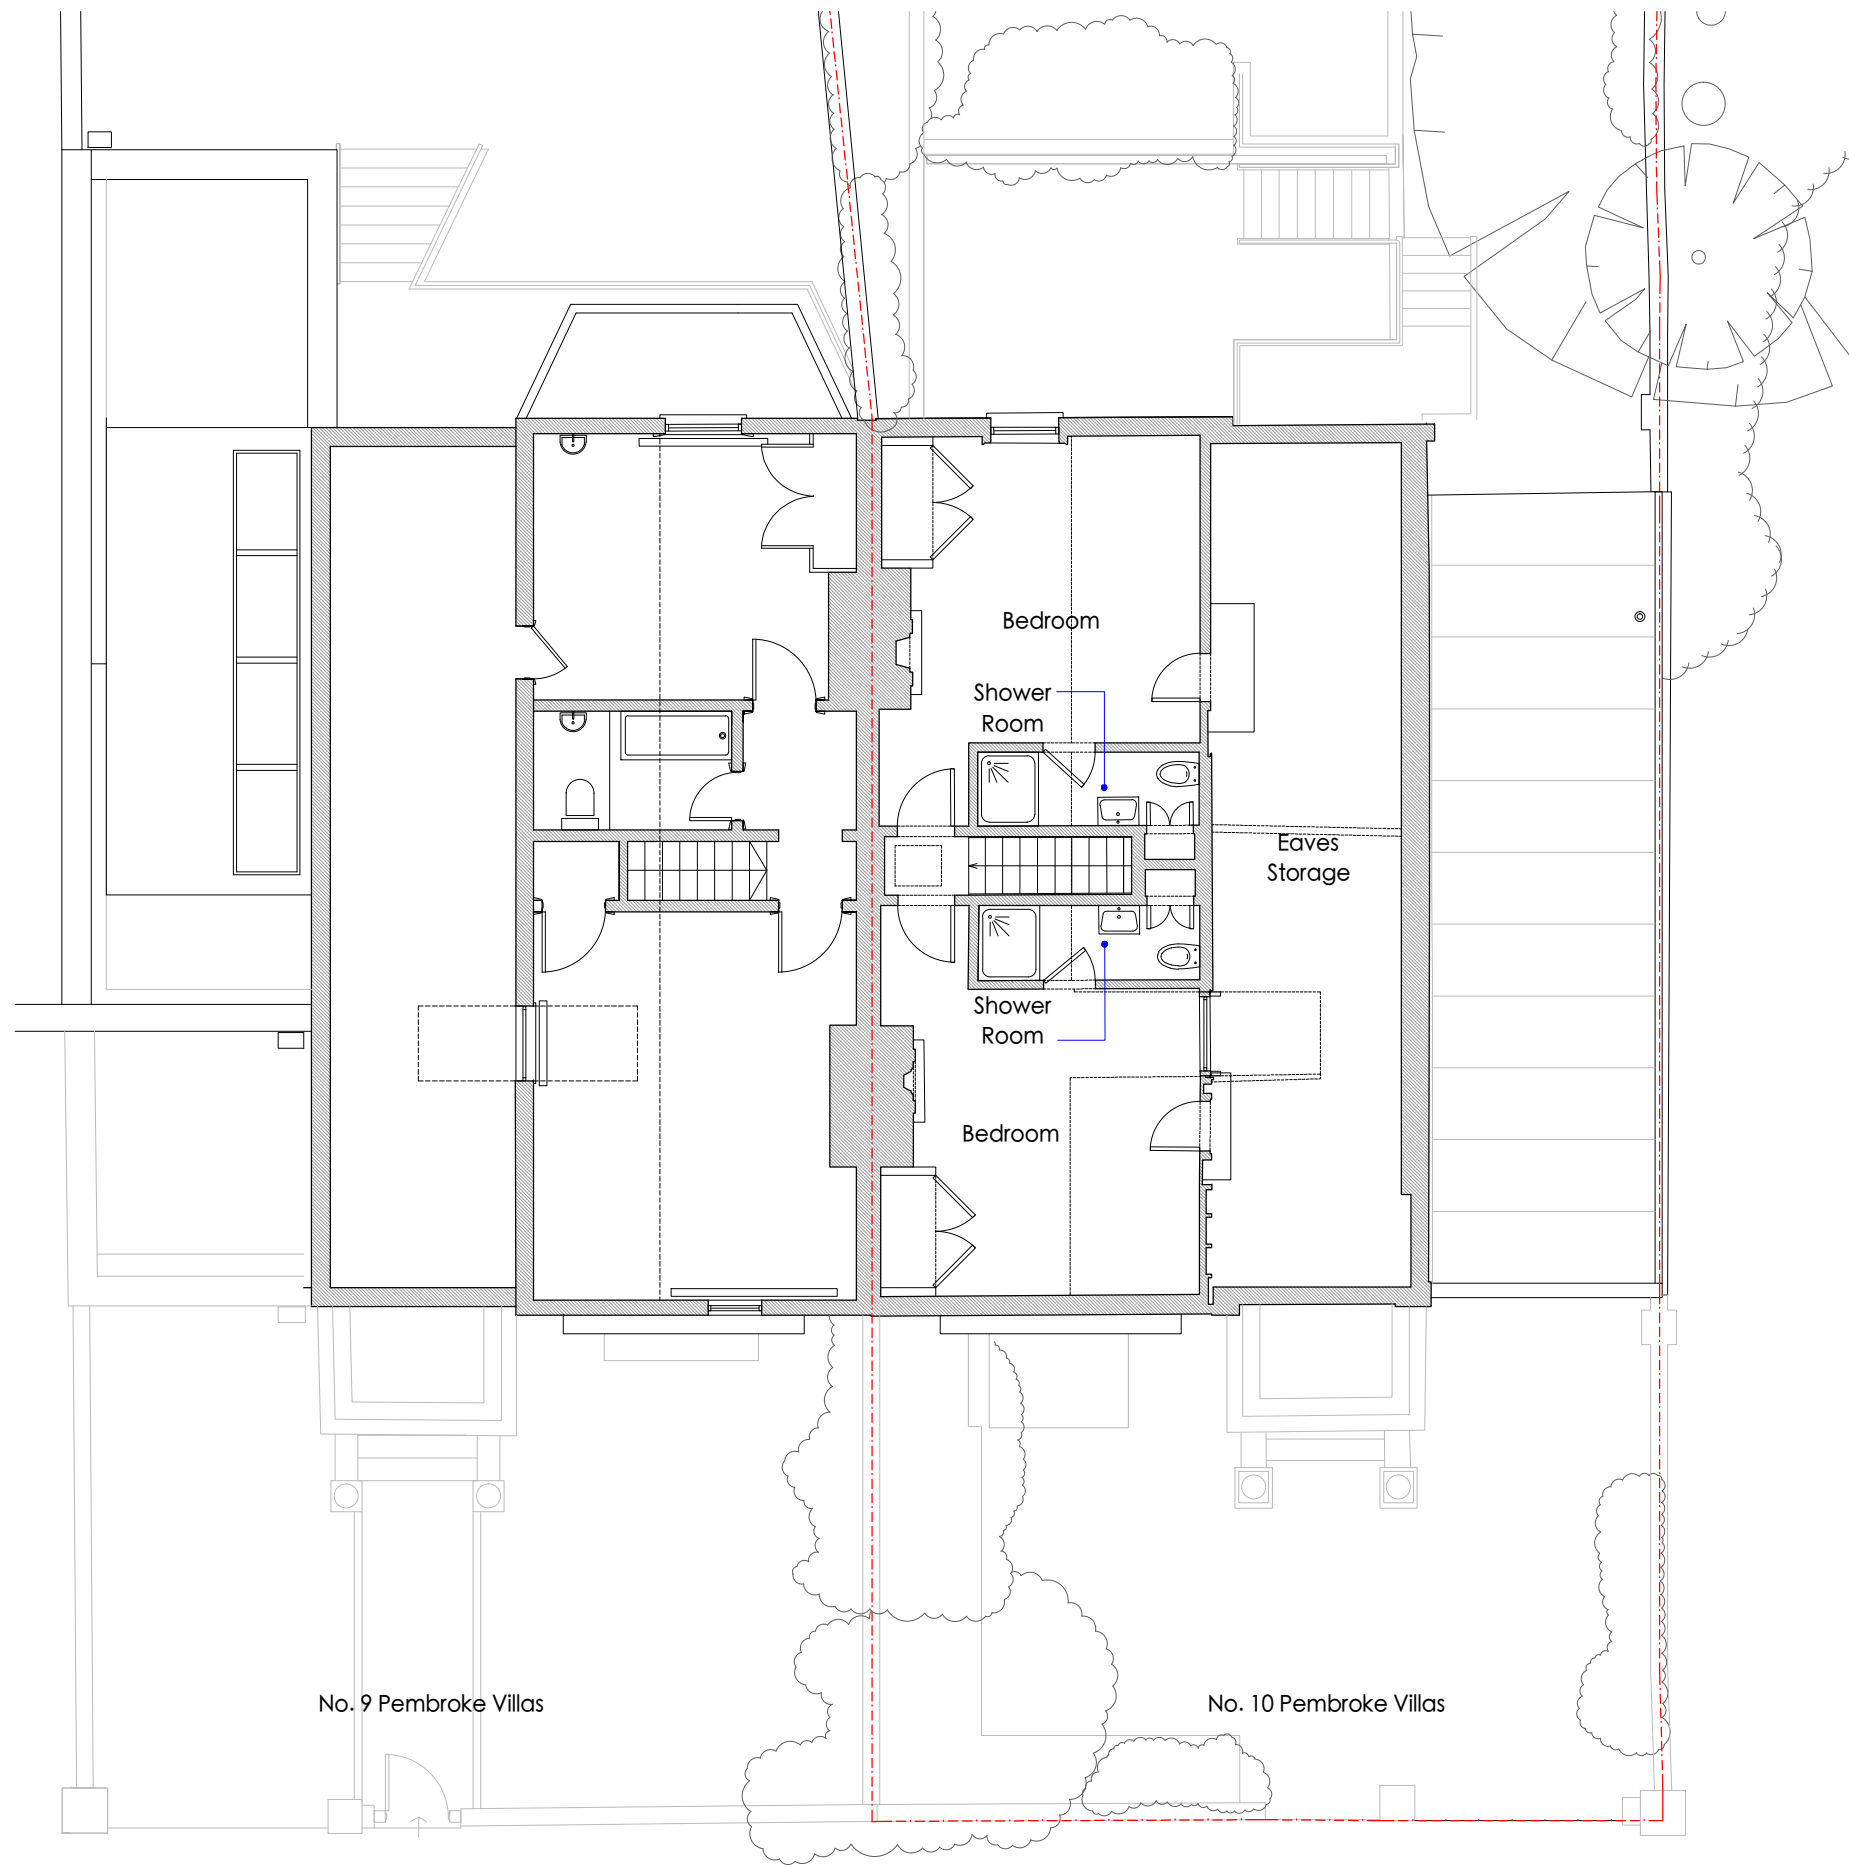 Bedroom
Shower
Room
Eaves
Storage
Shower
Room
Bedroom
No. 9 Pembroke Villas
No. 10 Pembroke Villas